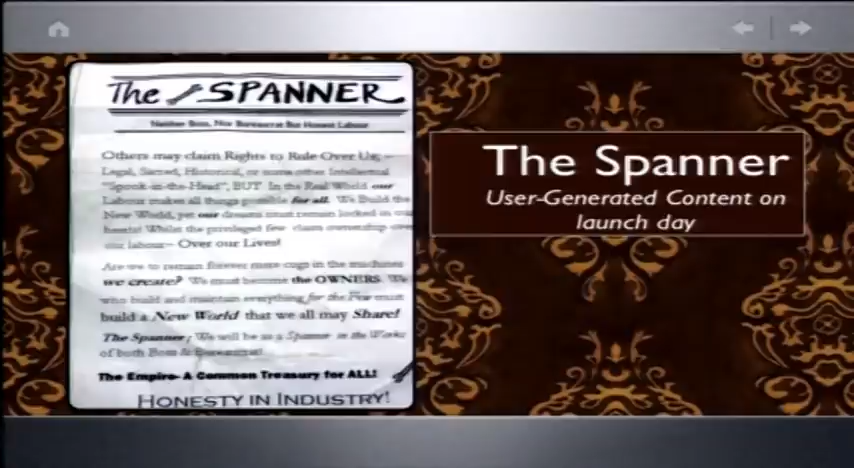 The SPANNER
Neither Boss, Nor Bureaucrat But Honest Labour
Others may claim Rights to Rule Over Us; –
Legal, Sacred, Historical, or some other Intellectual
"Spook-in-the-Head", BUT In the Real World our
Labour makes all things possible for all. We Build the
New World, yet our dreams must remain locked in our
hearts! Whilst the privileged few claim ownership over
our labour— Over our Lives!
Are we to remain forever mere cogs in the machines
we create? We must become the OWNERS. We
who build and maintain everything for the Few must
build a New World that we all may Share!
The Spanner; We will be as a Spanner in the Works
of both Boss & Bureaucrat!
The Empire- A Common Treasury for ALL!
HONESTY IN INDUSTRY!
The Spanner
User-Generated Content on
launch day